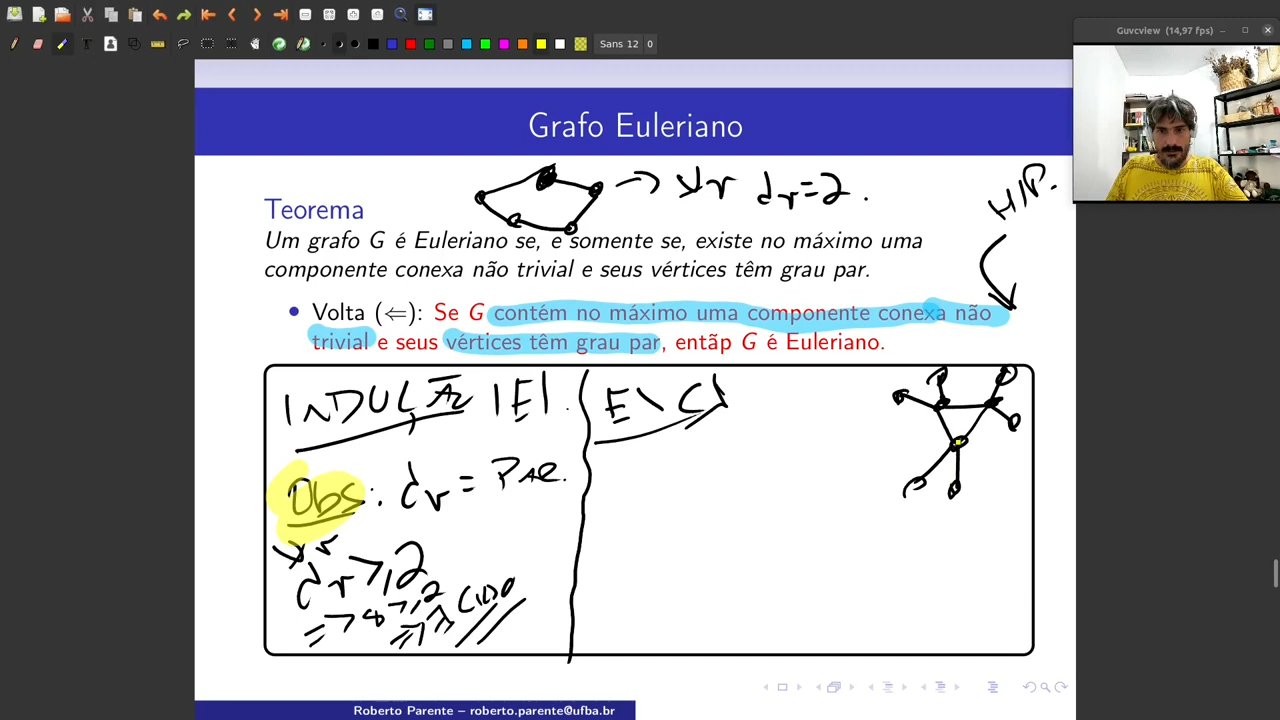 Guvcview (14,97 fps)
Sans 12 0
Grafo Euleriano
→ ∀v dv=2.
HIP.
Teorema
Um grafo G é Euleriano se, e somente se, existe no máximo uma
componente conexa não trivial e seus vértices têm grau par.
Volta (⇐): Se G contém no máximo uma componente conexa não
trivial e seus vértices têm grau par, entãp G é Euleriano.
|E|.
E \ C
Obs: dv = PAR.
∀v
dv ≥ 2
Roberto Parente – roberto.parente@ufba.br